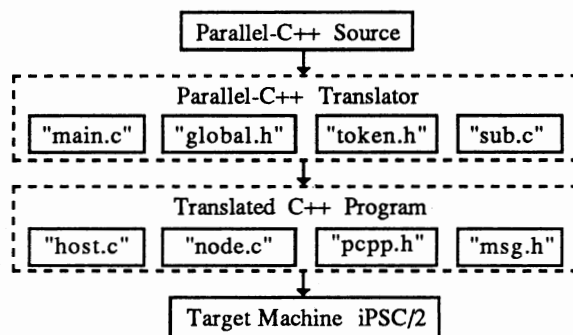 Parallel-C++ Source
Parallel-C++ Translator
"main.c" "global.h" "token.h" "sub.c"
Translated C++ Program
"host.c" "node.c" "pcpp.h" "msg.h"
Target Machine iPSC/2